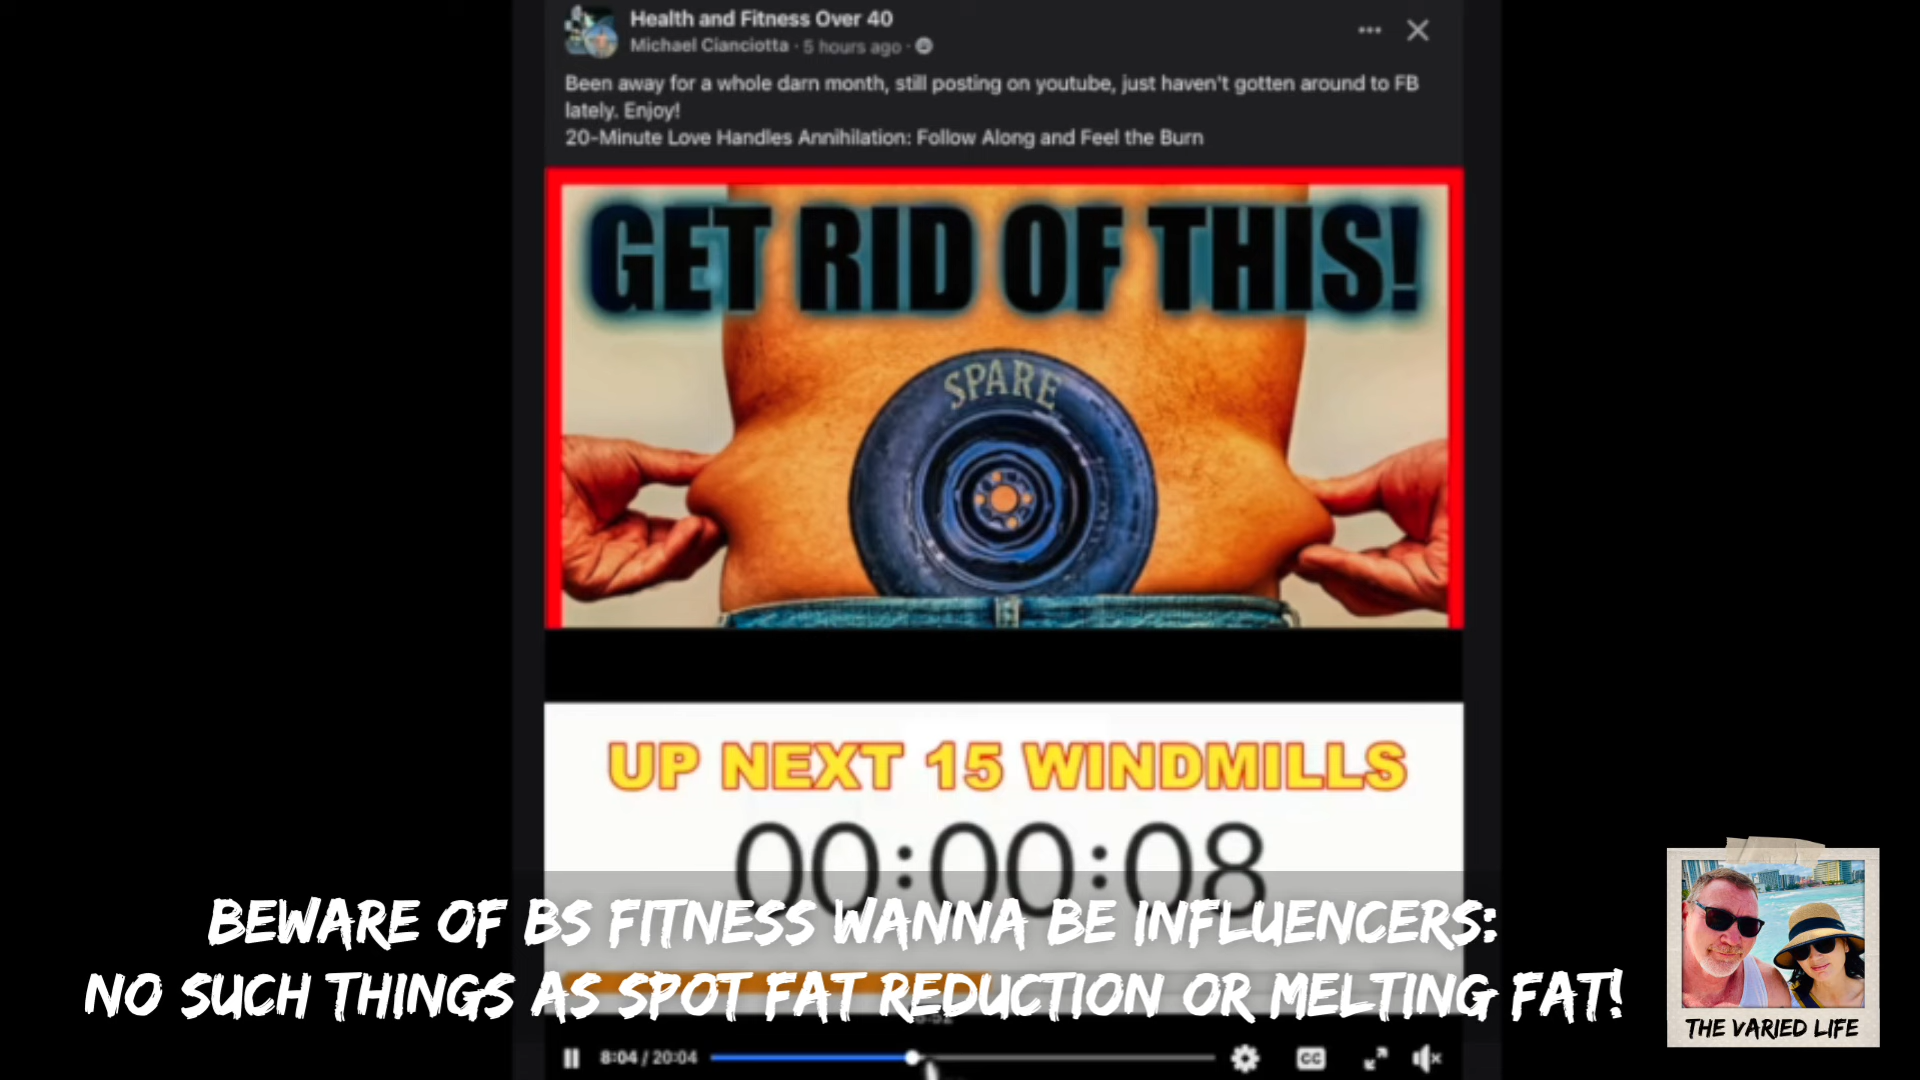 Health and Fitness Over 40
Michael Cianciotta · 5 hours ago ·
Been away for a whole darn month, still posting on youtube, just haven't gotten around to FB
lately. Enjoy!
20-Minute Love Handles Annihilation: Follow Along and Feel the Burn
GET RID OF THIS!
SPARE
UP NEXT 15 WINDMILLS
00:00:08
BEWARE OF BS FITNESS WANNA BE INFLUENCERS:
NO SUCH THINGS AS SPOT FAT REDUCTION OR MELTING FAT!
THE VARIED LIFE
8:04 / 20:04
CC